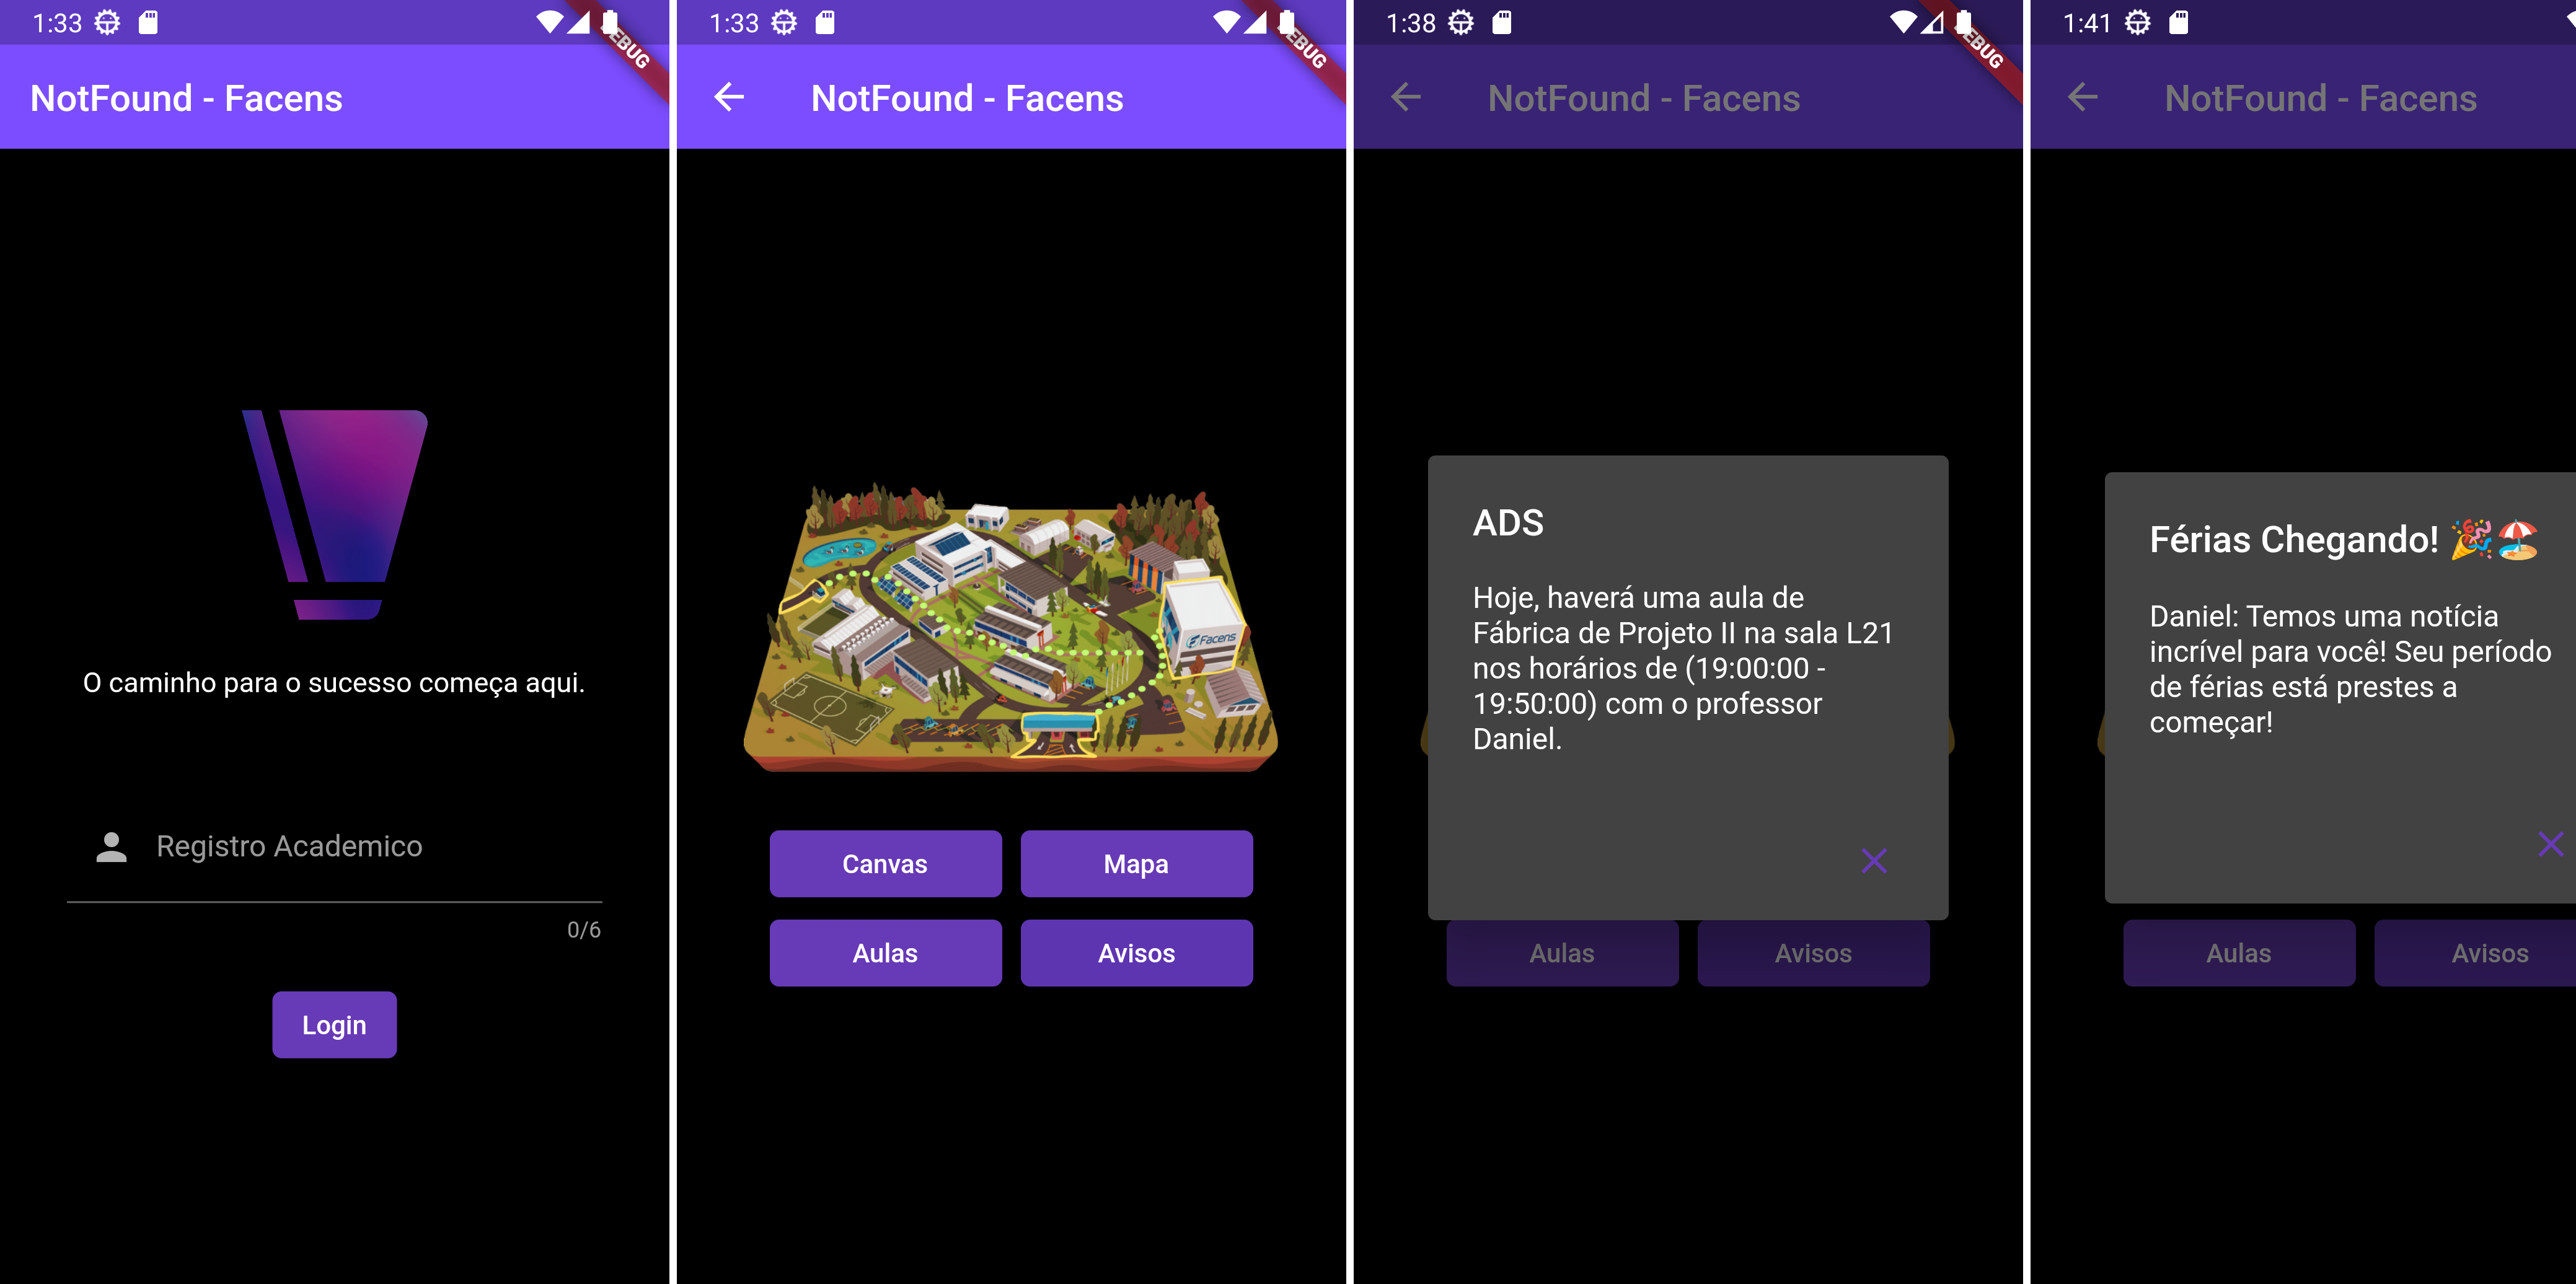 1:33
EBUG
NotFound - Facens
O caminho para o sucesso começa aqui.
Registro Academico
0/6
Login
1:33
EBUG
NotFound - Facens
Facens
Canvas
Mapa
Aulas
Avisos
1:38
EBUG
NotFound - Facens
ADS
Hoje, haverá uma aula de
Fábrica de Projeto II na sala L21
nos horários de (19:00:00 -
19:50:00) com o professor
Daniel.
Aulas
Avisos
1:41
NotFound - Facens
Férias Chegando! 🎉🏖️
Daniel: Temos uma notícia
incrível para você! Seu período
de férias está prestes a
começar!
Aulas
Avisos